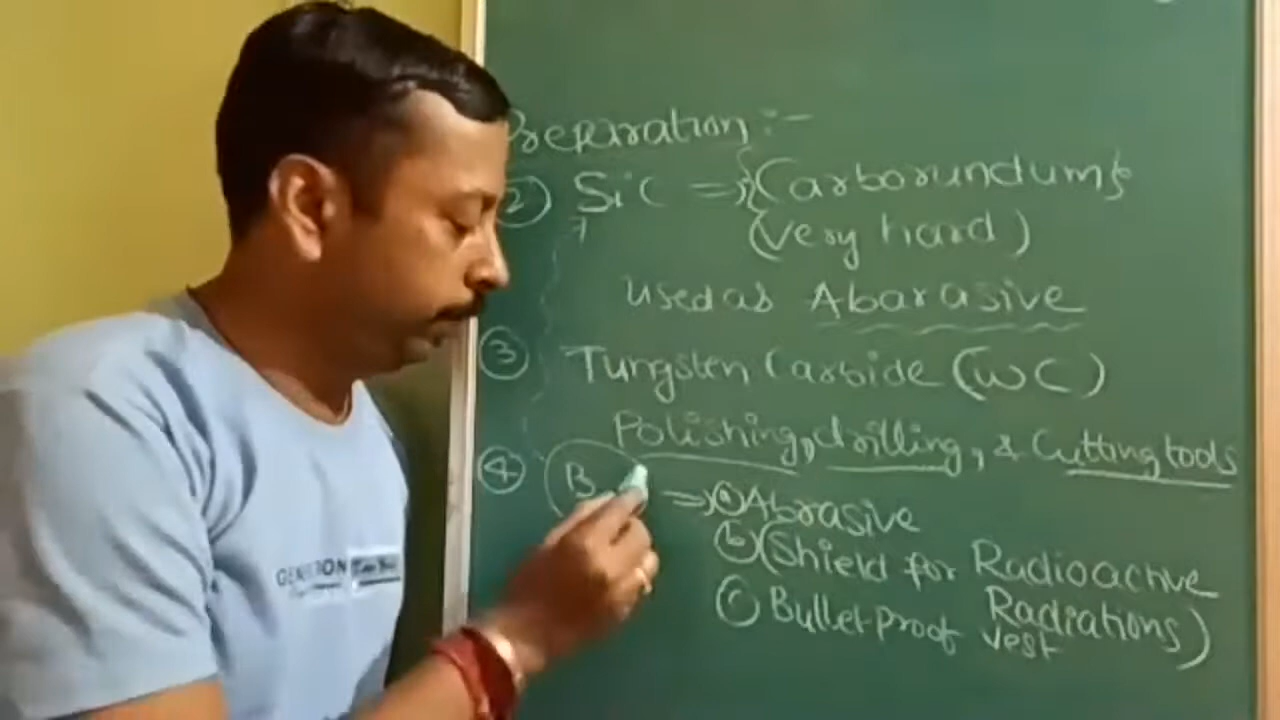 Preparation :-
② SiC ⇒ {Carborundum}
(very hard)
used as Abarasive
③ Tungsten Carbide (WC)
Polishing, drilling, & Cutting tools
④ B ⇒ ⓐ Abrasive
ⓑ (Shield for Radioactive
Radiations)
ⓒ Bullet proof vest